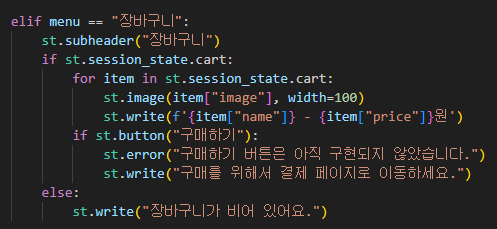 elif menu == "장바구니":
    st.subheader("장바구니")
    if st.session_state.cart:
        for item in st.session_state.cart:
            st.image(item["image"], width=100)
            st.write(f'{item["name"]} - {item["price"]}원')
        if st.button("구매하기"):
            st.error("구매하기 버튼은 아직 구현되지 않았습니다.")
            st.write("구매를 위해서 결제 페이지로 이동하세요.")
    else:
        st.write("장바구니가 비어 있어요.")